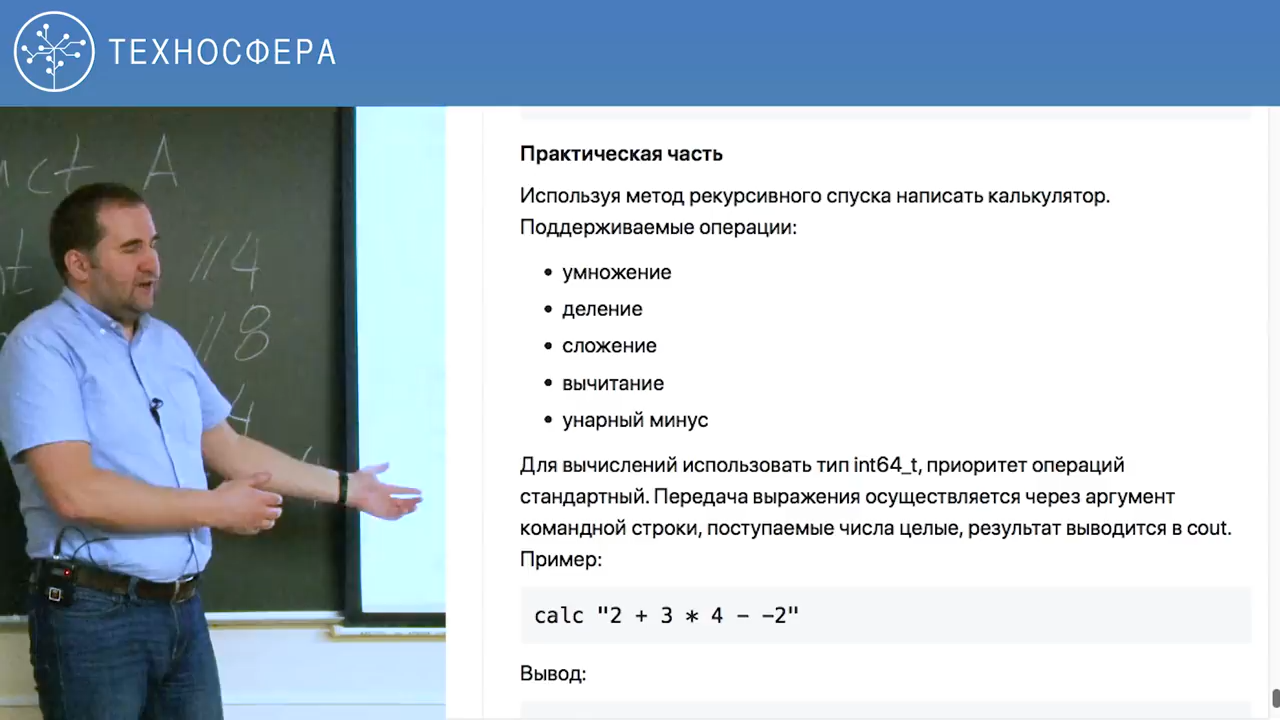 ТЕХНОСФЕРА
ct A
t //4
//8
4
Практическая часть
Используя метод рекурсивного спуска написать калькулятор.
Поддерживаемые операции:
• умножение
• деление
• сложение
• вычитание
• унарный минус
Для вычислений использовать тип int64_t, приоритет операций
стандартный. Передача выражения осуществляется через аргумент
командной строки, поступаемые числа целые, результат выводится в cout.
Пример:
calc "2 + 3 * 4 - -2"
Вывод: